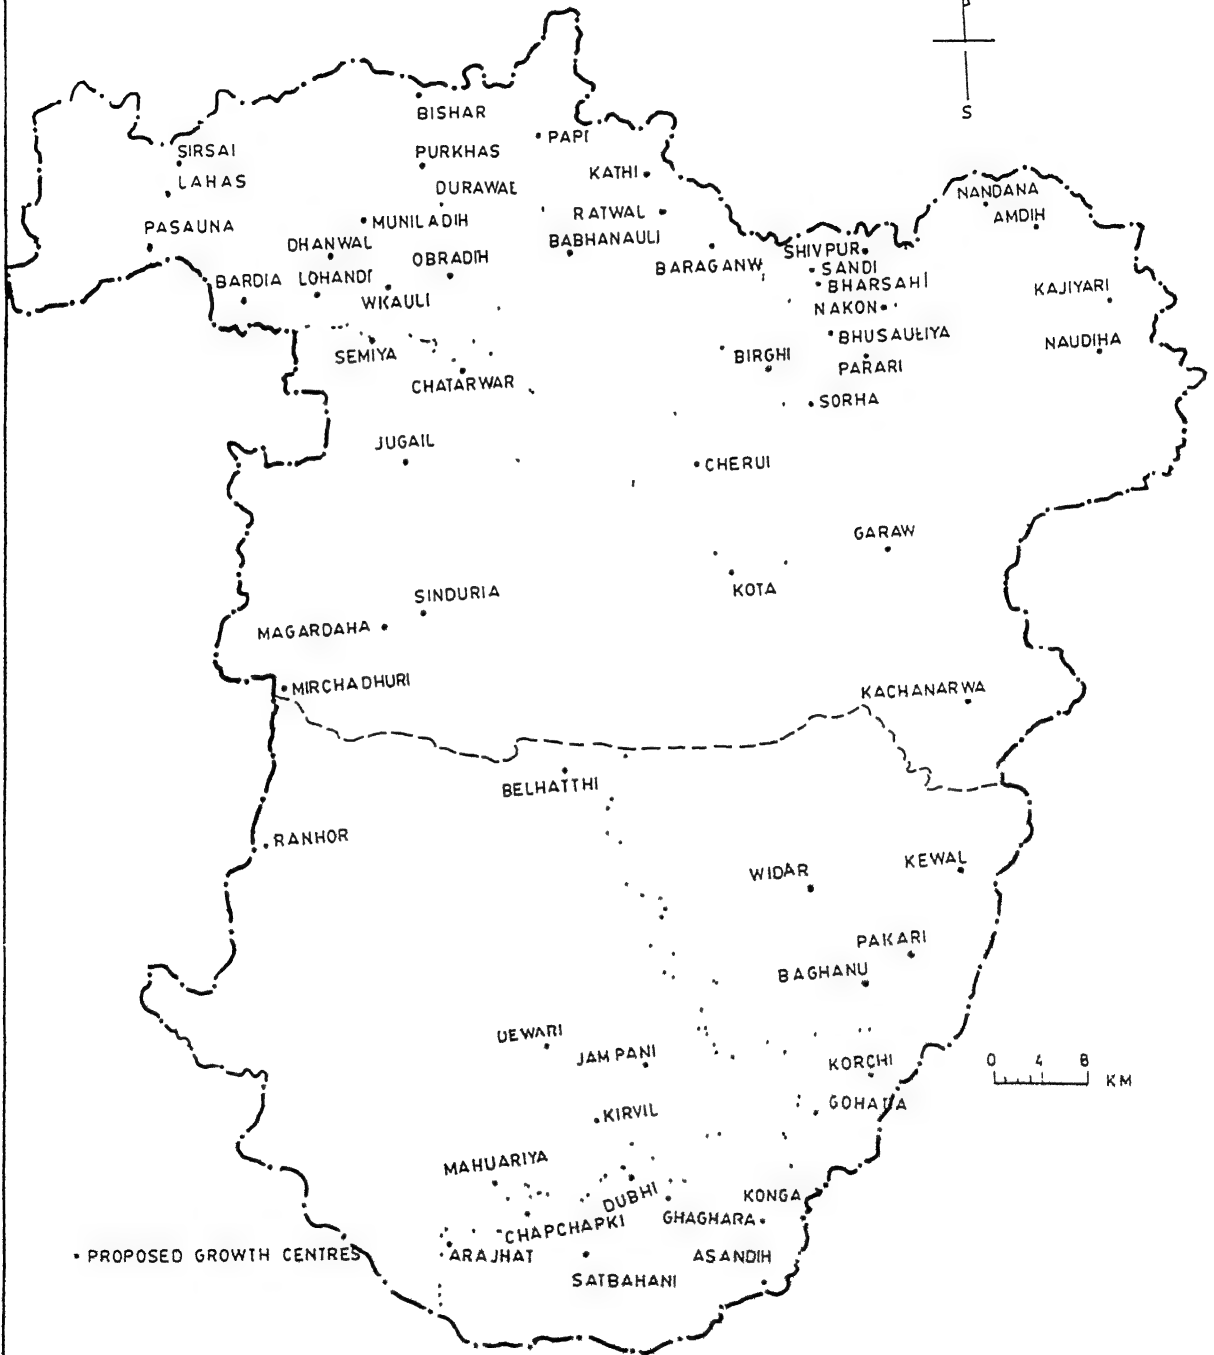 S
BISHAR
PAPI
SIRSAI
PURKHAS
KATHI
LAHAS
DURAWAL
NANDANA
RATWAL
AMDIH
MUNILADIH
PASAUNA
DHANWAL
BABHANAULI
SHIVPUR
OBRADIH
BARAGANW
SANDI
BARDIA
LOHANDI
BHARSAHI
KAJIYARI
WKAULI
NAKON
BHUSAULIYA
NAUDIHA
SEMIYA
BIRGHI
PARARI
CHATARWAR
SORHA
JUGAIL
CHERUI
GARAW
KOTA
SINDURIA
MAGARDAHA
MIRCHADHURI
KACHANARWA
BELHATTHI
RANHOR
KEWAL
WIDAR
PAKARI
BAGHANU
DEWARI
JAMPANI
KORCHI
0 4 8
KM
GOHADA
KIRVIL
MAHUARIYA
DUBHI
KONGA
GHAGHARA
CHAPCHAPKI
PROPOSED GROWTH CENTRES
ARAJHAT
ASANDIH
SATBAHANI